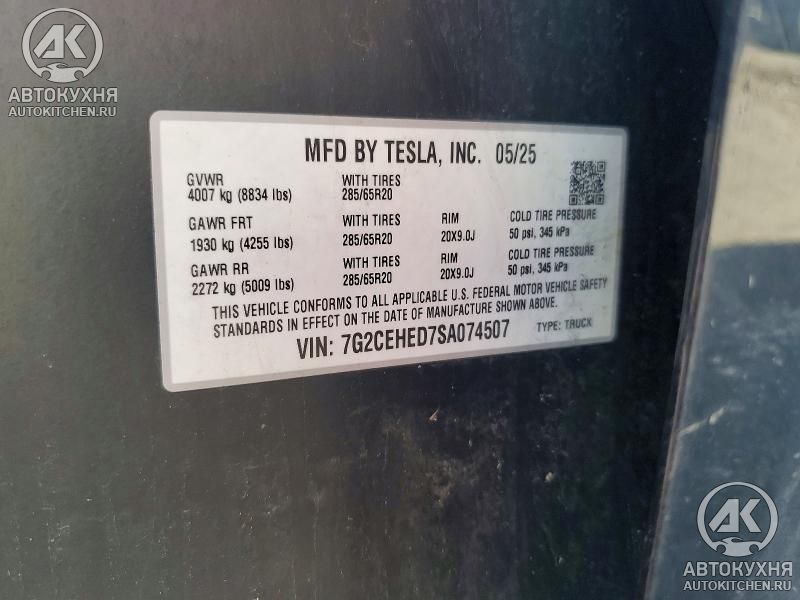 AK
АВТОКУХНЯ
AUTOKITCHEN.RU
MFD BY TESLA, INC. 05/25
GVWR WITH TIRES
4007 kg (8834 lbs) 285/65R20
GAWR FRT WITH TIRES RIM COLD TIRE PRESSURE
1930 kg (4255 lbs) 285/65R20 20X9.0J 50 psi, 345 kPa
GAWR RR WITH TIRES RIM COLD TIRE PRESSURE
2272 kg (5009 lbs) 285/65R20 20X9.0J 50 psi, 345 kPa
THIS VEHICLE CONFORMS TO ALL APPLICABLE U.S. FEDERAL MOTOR VEHICLE SAFETY
STANDARDS IN EFFECT ON THE DATE OF MANUFACTURE SHOWN ABOVE.
VIN: 7G2CEHED7SA074507 TYPE: TRUCK
AK
АВТОКУХНЯ
AUTOKITCHEN.RU